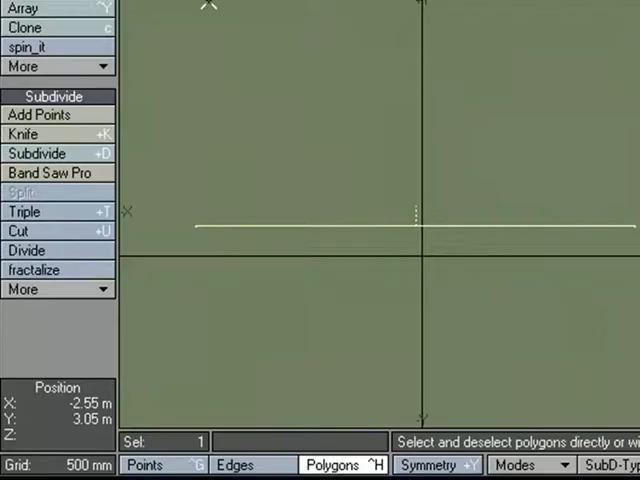 Array ^Y
Clone c
spin_it
More
Subdivide
Add Points
Knife +K
Subdivide +D
Band Saw Pro
Split
Triple +T
Cut +U
Divide
fractalize
More
Position
X: -2.55 m
Y: 3.05 m
Z:
Sel: 1
Select and deselect polygons directly or wi
Grid: 500 mm
Points ^G
Edges
Polygons ^H
Symmetry +Y
Modes
SubD-Typ
X